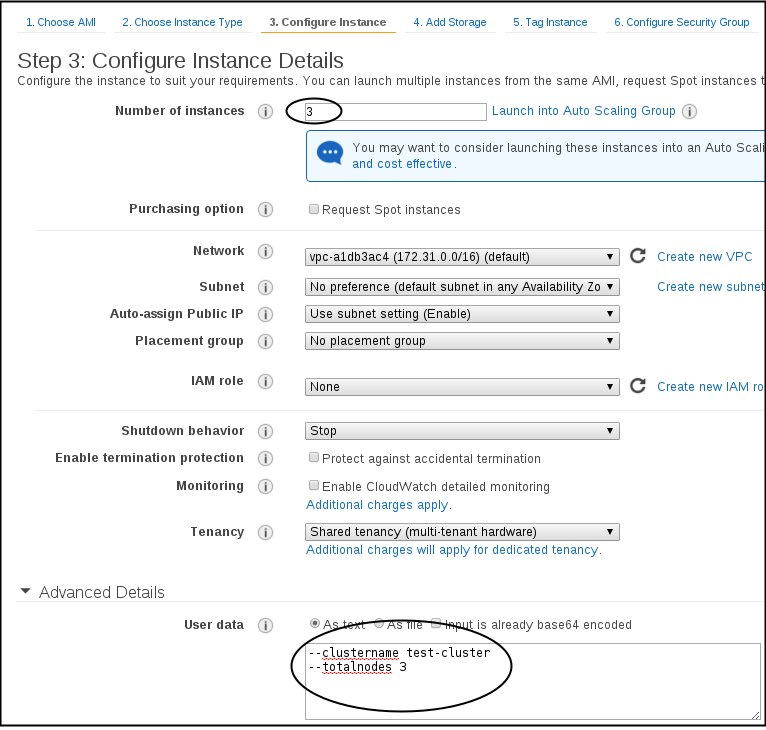 1. Choose AMI 2. Choose Instance Type 3. Configure Instance 4. Add Storage 5. Tag Instance 6. Configure Security Group
Step 3: Configure Instance Details
Configure the instance to suit your requirements. You can launch multiple instances from the same AMI, request Spot instances t
Number of instances 3 Launch into Auto Scaling Group
You may want to consider launching these instances into an Auto Scali
and cost effective.
Purchasing option Request Spot instances
Network vpc-a1db3ac4 (172.31.0.0/16) (default) Create new VPC
Subnet No preference (default subnet in any Availability Zo Create new subnet
Auto-assign Public IP Use subnet setting (Enable)
Placement group No placement group
IAM role None Create new IAM ro
Shutdown behavior Stop
Enable termination protection Protect against accidental termination
Monitoring Enable CloudWatch detailed monitoring
Additional charges apply.
Tenancy Shared tenancy (multi-tenant hardware)
Additional charges will apply for dedicated tenancy.
Advanced Details
User data As text As file Input is already base64 encoded
--clustername test-cluster
--totalnodes 3